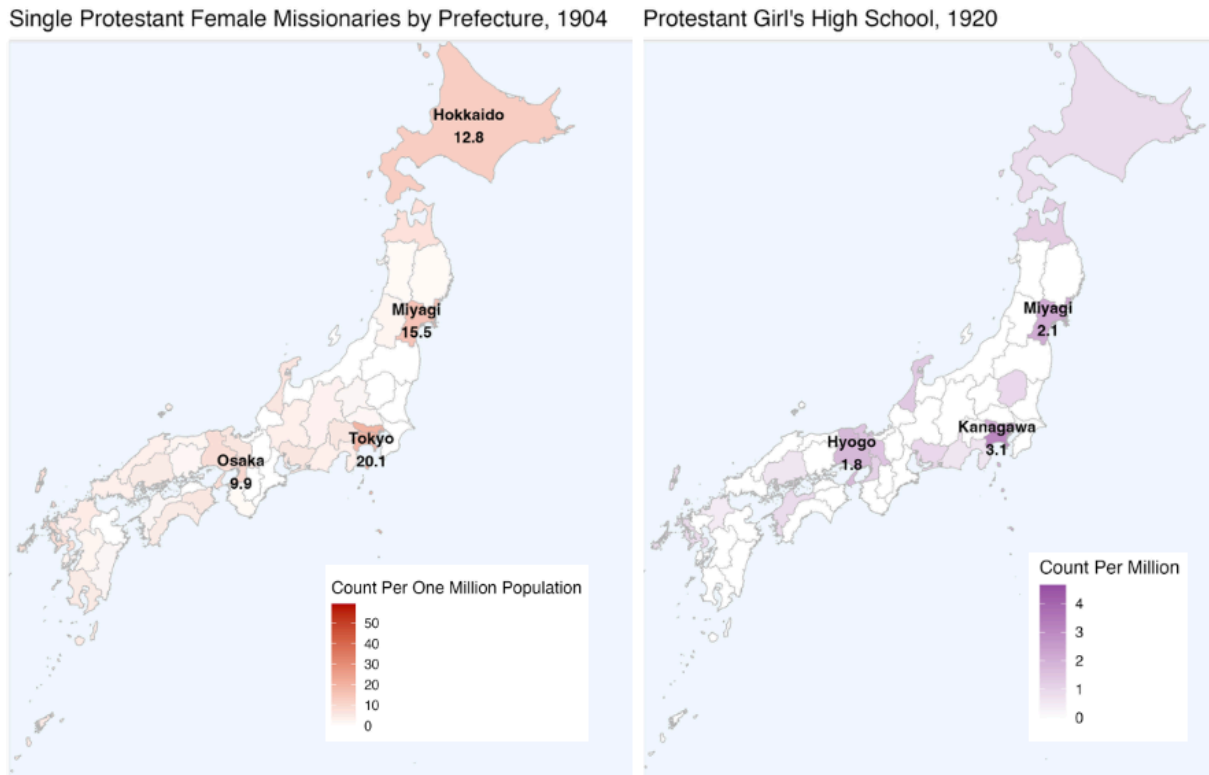 Single Protestant Female Missionaries by Prefecture, 1904
Hokkaido
12.8
Miyagi
15.5
Tokyo
20.1
Osaka
9.9
Count Per One Million Population
50
40
30
20
10
0
Protestant Girl's High School, 1920
Miyagi
2.1
Kanagawa
3.1
Hyogo
1.8
Count Per Million
4
3
2
1
0